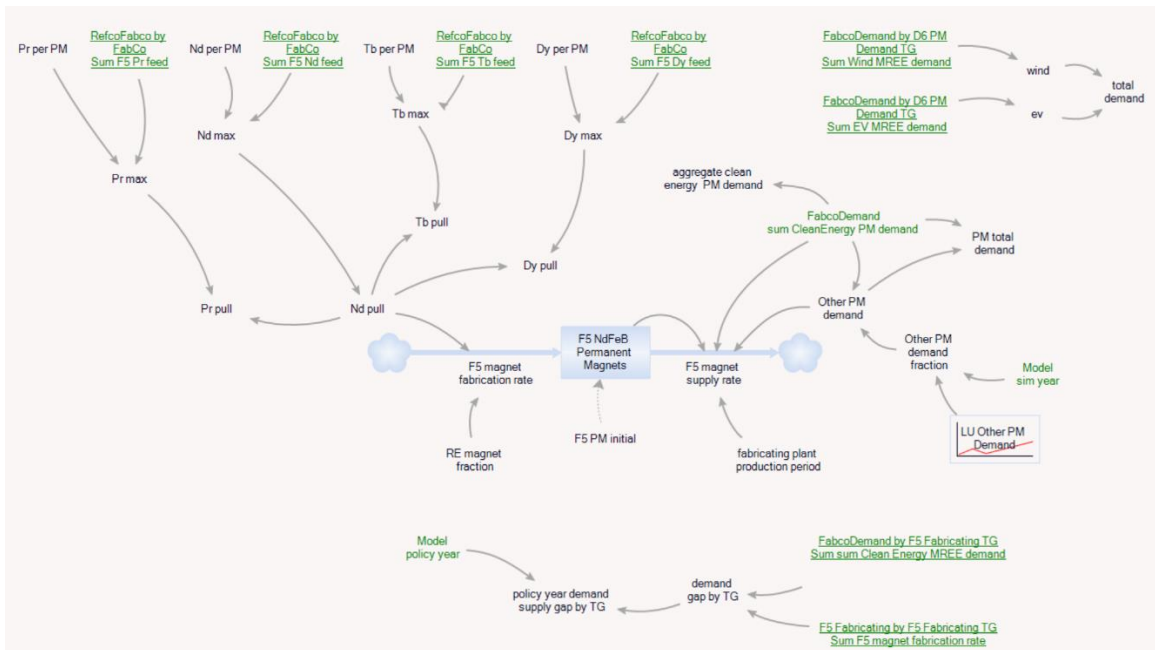 Pr per PM
RefcoFabco by
FabCo
Sum F5 Pr feed
Nd per PM
RefcoFabco by
FabCo
Sum F5 Nd feed
Tb per PM
RefcoFabco by
FabCo
Sum F5 Tb feed
Dy per PM
RefcoFabco by
FabCo
Sum F5 Dy feed
FabcoDemand by D6 PM
Demand TG
Sum Wind MREE demand
wind
total
demand
FabcoDemand by D6 PM
Demand TG
Sum EV MREE demand
ev
Tb max
Nd max
Dy max
Pr max
aggregate clean
energy PM demand
Tb pull
FabcoDemand
sum CleanEnergy PM demand
PM total
demand
Dy pull
Pr pull
Nd pull
Other PM
demand
F5 NdFeB
Permanent
Magnets
F5 magnet
fabrication rate
F5 magnet
supply rate
Other PM
demand
fraction
Model
sim year
F5 PM initial
LU Other PM
Demand
RE magnet
fraction
fabricating plant
production period
Model
policy year
FabcoDemand by F5 Fabricating TG
Sum sum Clean Energy MREE demand
policy year demand
supply gap by TG
demand
gap by TG
F5 Fabricating by F5 Fabricating TG
Sum F5 magnet fabrication rate